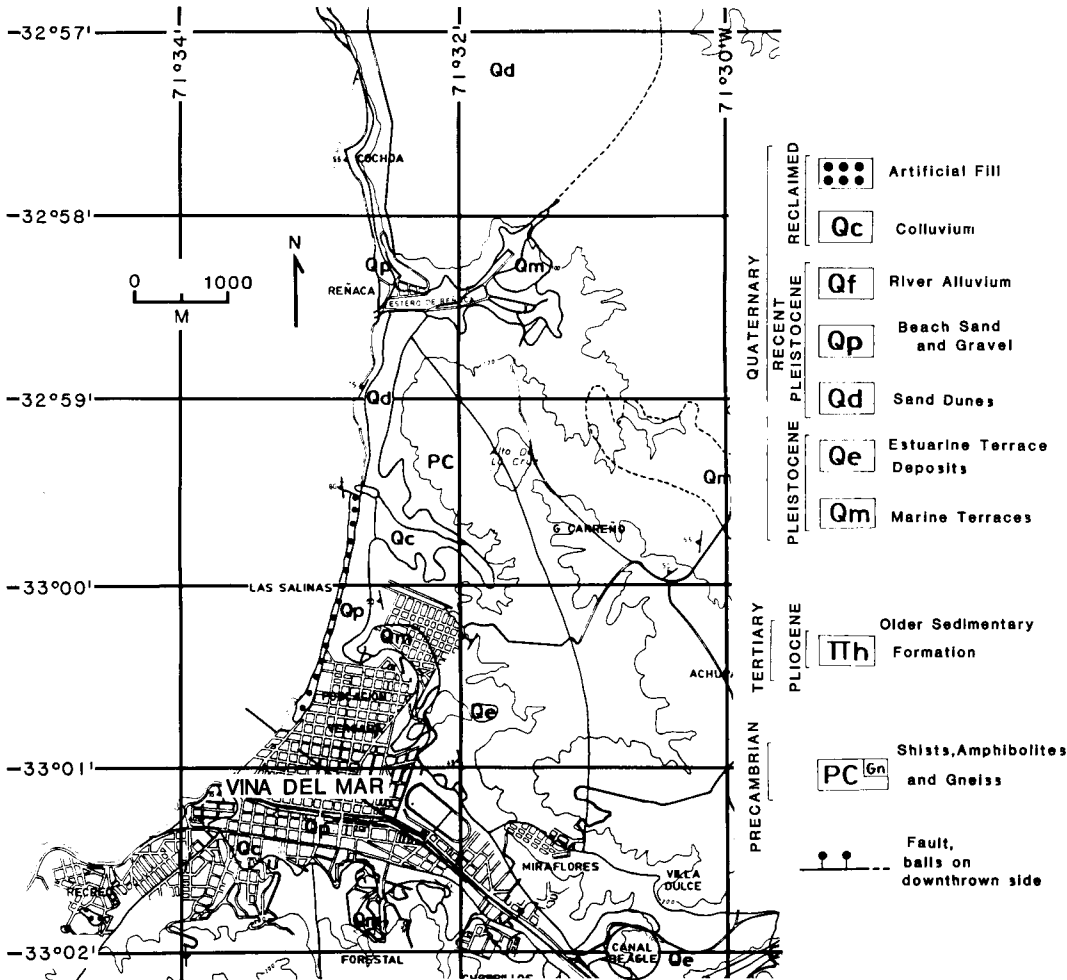 -32°57'
71°34'
71°32'
71°30'W
Qd
COCHOA
-32°58'
N
0 1000
M
Qp
REÑACA
ESTERO DE REÑACA
Qm
-32°59'
Qd
PC
Alto De
La Cruz
Qm
G. CARREÑO
Qc
-33°00'
LAS SALINAS
Qp
Qm
POBLACION
VERGARA
Qe
-33°01'
VINA DEL MAR
Qc
RECREO
MIRAFLORES
VILLA
DULCE
Qm
FORESTAL
CANAL
BEAGLE
Qe
-33°02'
QUATERNARY
RECLAIMED
RECENT
PLEISTOCENE
PLEISTOCENE
TERTIARY
PLIOCENE
PRECAMBRIAN
Artificial Fill
Qc Colluvium
Qf River Alluvium
Qp Beach Sand
and Gravel
Qd Sand Dunes
Qe Estuarine Terrace
Deposits
Qm Marine Terraces
Older Sedimentary
TTh Formation
Shists, Amphibolites
PC Gn and Gneiss
Fault,
balls on
downthrown side